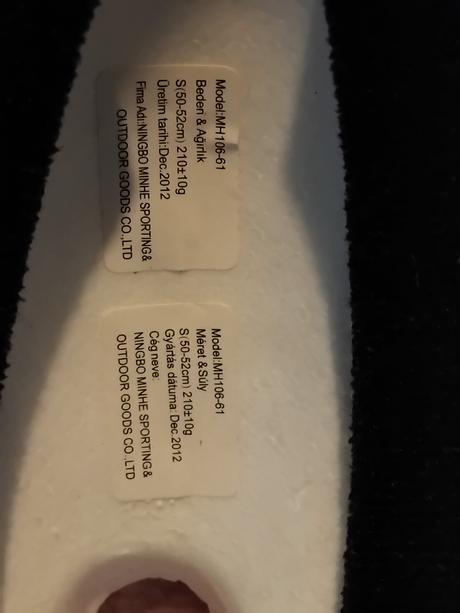 Model:MH106-61
Beden & Ağırlık
S(50-52cm) 210±10g
Üretim tarihi:Dec.2012
Fima Adı:NINGBO MINHE SPORTING&
OUTDOOR GOODS CO.,LTD
Model:MH106-61
Méret &Súly
S(50-52cm) 210±10g
Gyártás dátuma: Dec.2012
Cég neve:
NINGBO MINHE SPORTING&
OUTDOOR GOODS CO.,LTD